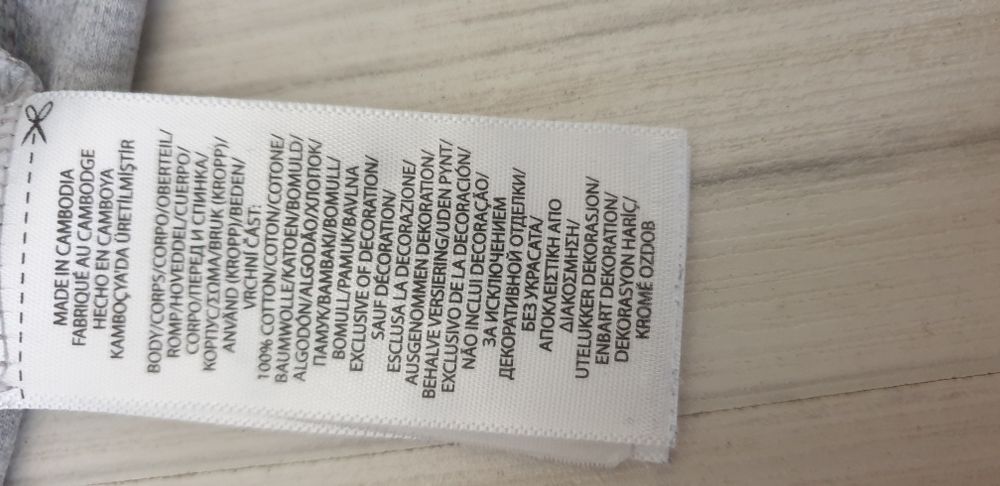 MADE IN CAMBODIA
FABRIQUÉ AU CAMBODGE
HECHO EN CAMBOYA
KAMBOÇYA'DA ÜRETİLMİŞTİR
BODY/CORPS/CORPO/OBERTEIL/
ROMP/HOVEDDEL/CUERPO/
CORPO/ПЕРЕД И СПИНКА/
КОРПУС/ΣΩΜΑ/BRUK (KROPP)/
ANVÄND (KROPP)/BEDEN/
VRCHNÍ ČÁST:
100% COTTON/COTON/COTONE/
BAUMWOLLE/KATOEN/BOMULD/
ALGODÓN/ALGODÃO/ХЛОПОК/
ПАМУК/ΒΑΜΒΑΚΙ/BOMULL/
BOMULL/PAMUK/BAVLNA
EXCLUSIVE OF DECORATION/
SAUF DÉCORATION/
ESCLUSA LA DECORAZIONE/
AUSGENOMMEN DEKORATION/
BEHALVE VERSIERING/UDEN PYNT/
EXCLUSIVO DE LA DECORACIÓN/
NÃO INCLUI DECORAÇÃO/
ЗА ИСКЛЮЧЕНИЕМ
ДЕКОРАТИВНОЙ ОТДЕЛКИ/
БЕЗ УКРАСАТА/
ΑΠΟΚΛΕΙΣΤΙΚΗ ΑΠΟ
ΔΙΑΚΟΣΜΗΣΗ/
UTELUKKER DEKORASJON/
ENBART DEKORATION/
DEKORASYON HARİÇ/
KROMĚ OZDOB